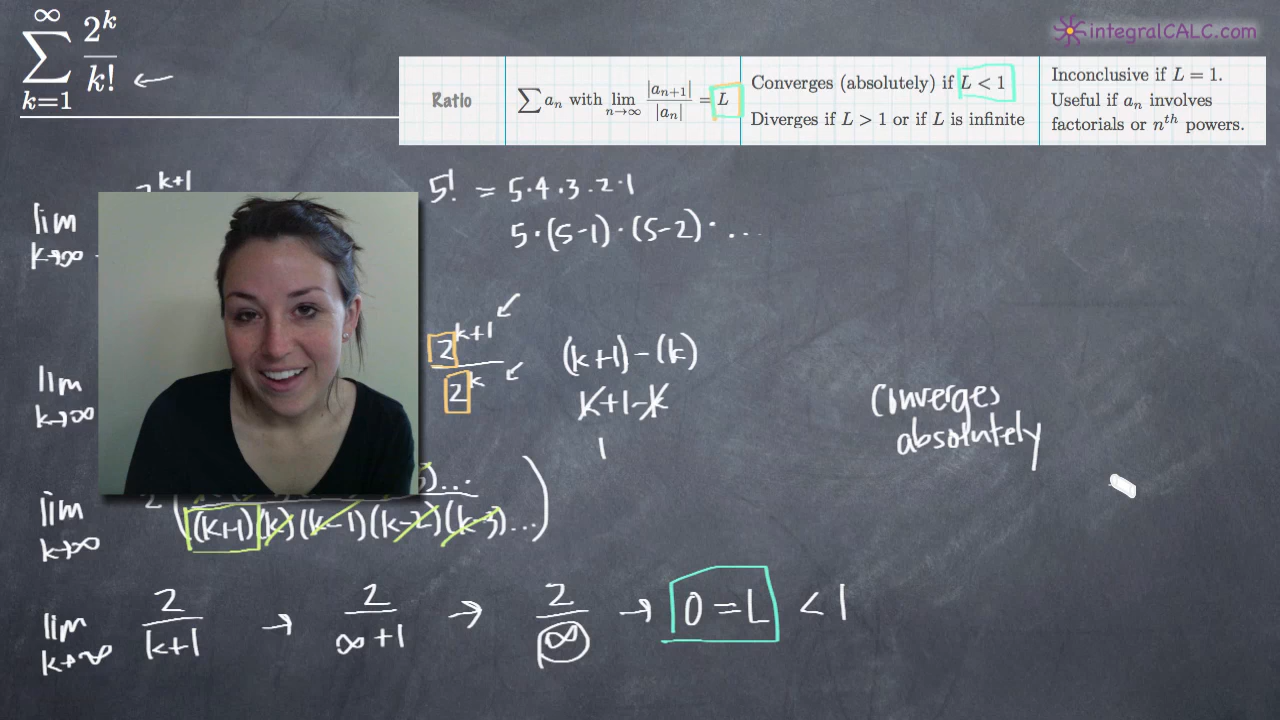 ∞
∑ 2^k / k! ←
k=1
integralCALC.com
Ratio
∑ a_n with lim n→∞ |a_{n+1}| / |a_n| = L
Converges (absolutely) if L < 1
Diverges if L > 1 or if L is infinite
Inconclusive if L = 1.
Useful if a_n involves
factorials or n^th powers.
k+1
lim
k→∞
5! = 5·4·3·2·1
5·(5-1)·(5-2)·...
lim
k→∞
2^{k+1} / 2^k
(k+1)-(k)
k+1-k
1
Converges
absolutely
lim
k→∞
2 ( ... / (k+1)(k)(k-1)(k-2)(k-3)... )
lim
k→∞
2 / k+1 → 2 / ∞+1 → 2 / ∞ → 0 = L < 1